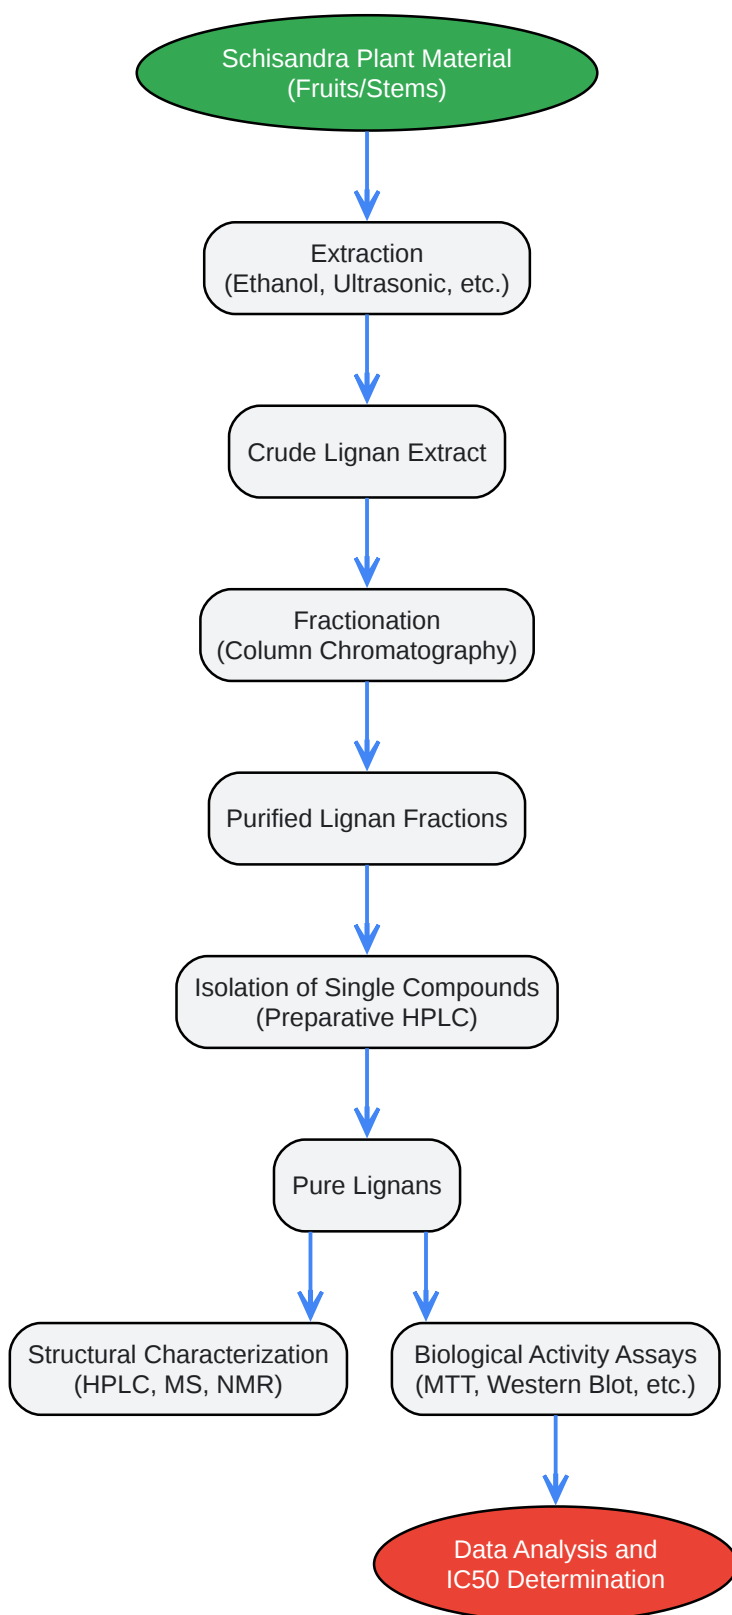 Schisandra Plant Material
(Fruits/Stems)
Extraction
(Ethanol, Ultrasonic, etc.)
Crude Lignan Extract
Fractionation
(Column Chromatography)
Purified Lignan Fractions
Isolation of Single Compounds
(Preparative HPLC)
Pure Lignans
Structural Characterization
(HPLC, MS, NMR)
Biological Activity Assays
(MTT, Western Blot, etc.)
Data Analysis and
IC50 Determination